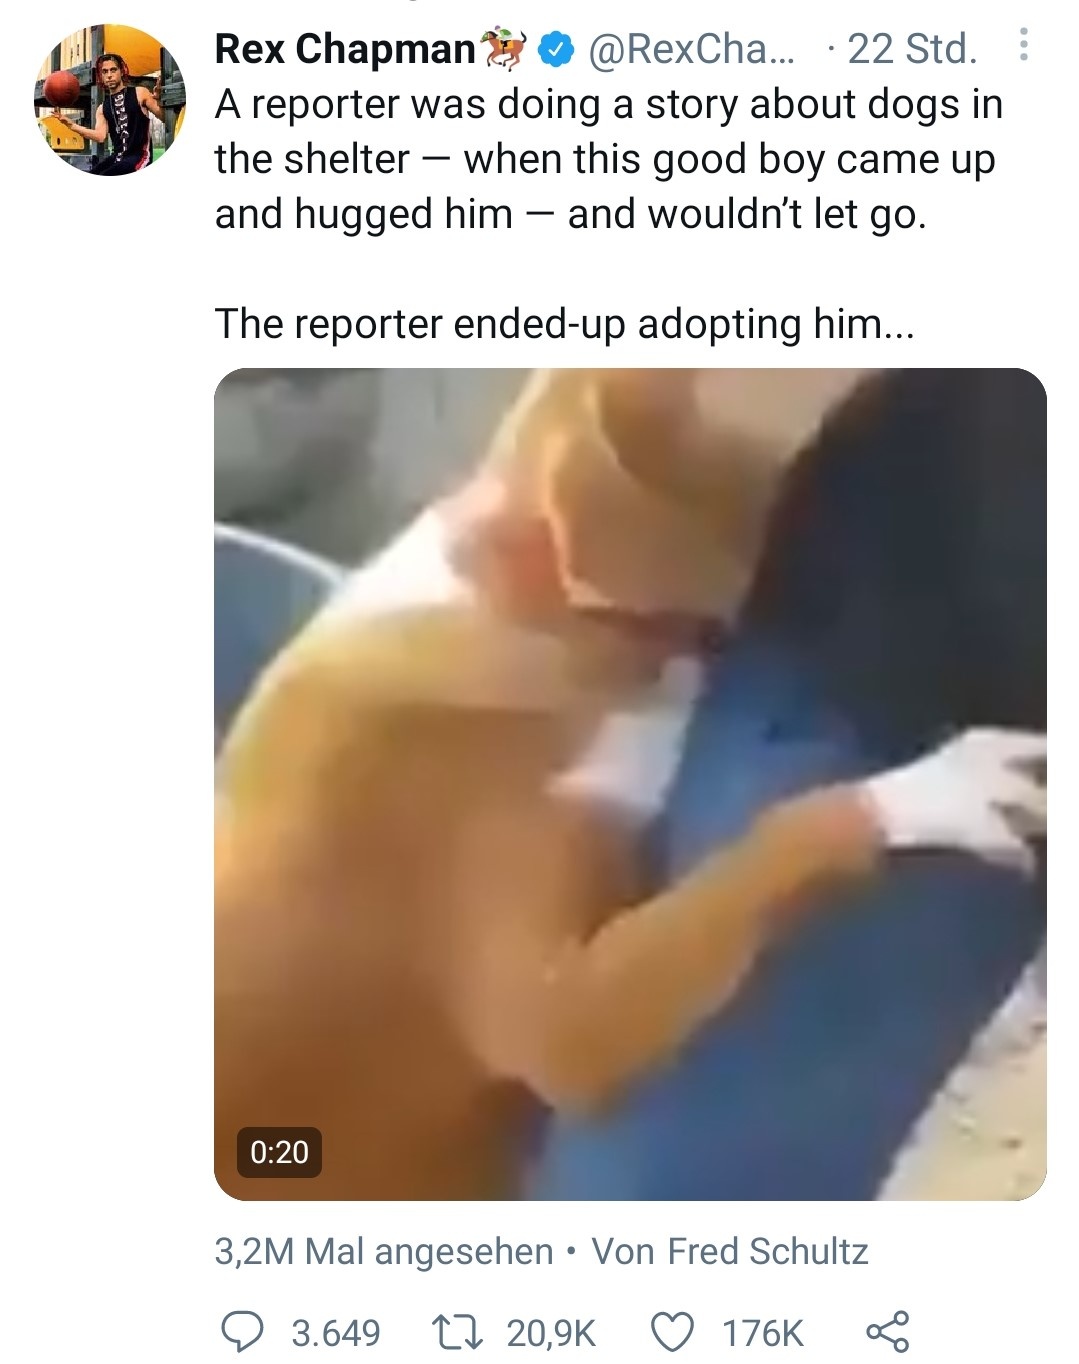 Rex Chapman🏇 @RexCha... · 22 Std.
A reporter was doing a story about dogs in
the shelter — when this good boy came up
and hugged him — and wouldn’t let go.
The reporter ended-up adopting him...
0:20
3,2M Mal angesehen • Von Fred Schultz
3.649 20,9K 176K